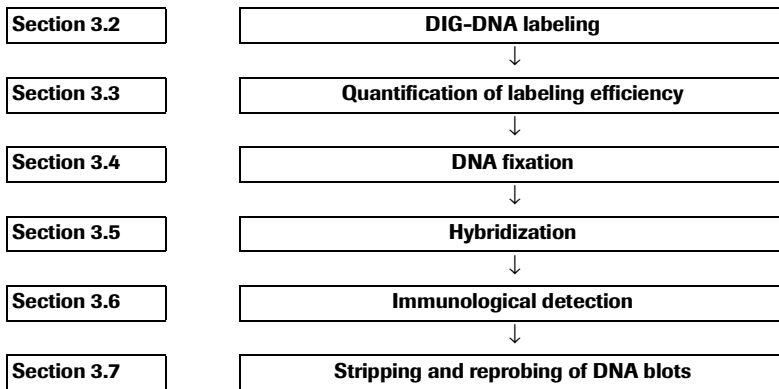 Section 3.2 DIG-DNA labeling
↓
Section 3.3 Quantification of labeling efficiency
↓
Section 3.4 DNA fixation
↓
Section 3.5 Hybridization
↓
Section 3.6 Immunological detection
↓
Section 3.7 Stripping and reprobing of DNA blots